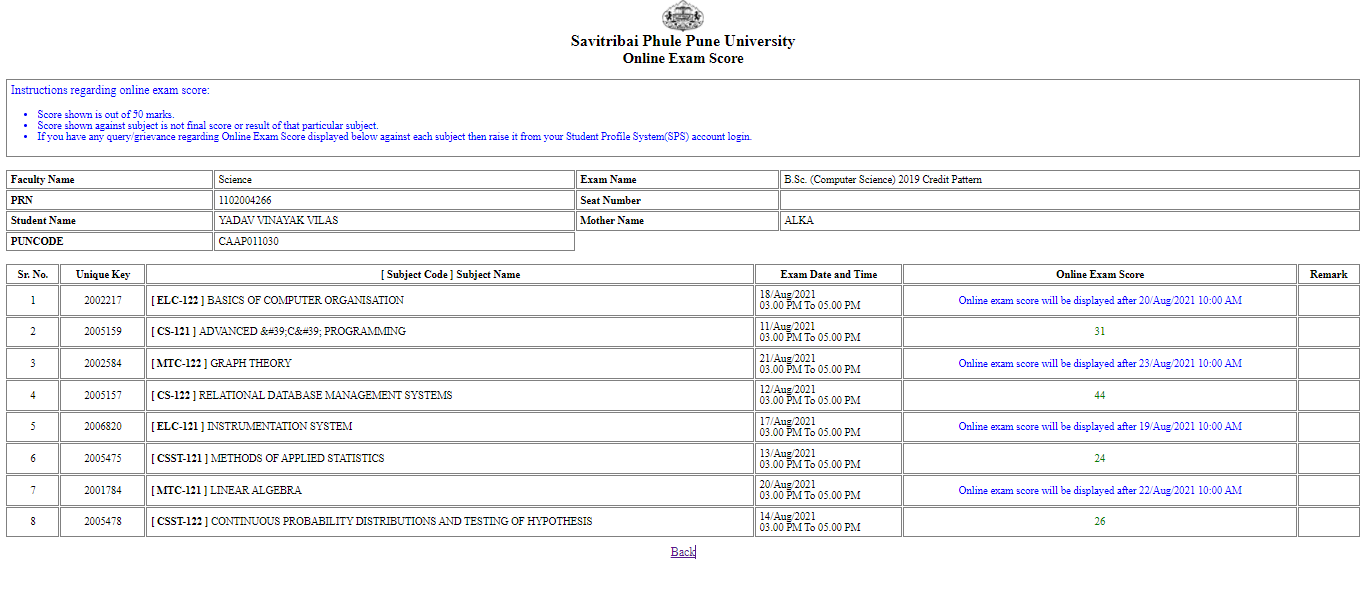 Savitribai Phule Pune University
Online Exam Score
Instructions regarding online exam score:
• Score shown is out of 50 marks.
• Score shown against subject is not final score or result of that particular subject.
• If you have any query/grievance regarding Online Exam Score displayed below against each subject then raise it from your Student Profile System(SPS) account login.
Faculty Name Science Exam Name B.Sc. (Computer Science) 2019 Credit Pattern
PRN 1102004266 Seat Number
Student Name YADAV VINAYAK VILAS Mother Name ALKA
PUNCODE CAAP011030
Sr. No. Unique Key [ Subject Code ] Subject Name Exam Date and Time Online Exam Score Remark
1 2002217 [ ELC-122 ] BASICS OF COMPUTER ORGANISATION 18/Aug/2021 03.00 PM To 05.00 PM Online exam score will be displayed after 20/Aug/2021 10:00 AM
2 2005159 [ CS-121 ] ADVANCED &#39;C&#39; PROGRAMMING 11/Aug/2021 03.00 PM To 05.00 PM 31
3 2002584 [ MTC-122 ] GRAPH THEORY 21/Aug/2021 03.00 PM To 05.00 PM Online exam score will be displayed after 23/Aug/2021 10:00 AM
4 2005157 [ CS-122 ] RELATIONAL DATABASE MANAGEMENT SYSTEMS 12/Aug/2021 03.00 PM To 05.00 PM 44
5 2006820 [ ELC-121 ] INSTRUMENTATION SYSTEM 17/Aug/2021 03.00 PM To 05.00 PM Online exam score will be displayed after 19/Aug/2021 10:00 AM
6 2005475 [ CSST-121 ] METHODS OF APPLIED STATISTICS 13/Aug/2021 03.00 PM To 05.00 PM 24
7 2001784 [ MTC-121 ] LINEAR ALGEBRA 20/Aug/2021 03.00 PM To 05.00 PM Online exam score will be displayed after 22/Aug/2021 10:00 AM
8 2005478 [ CSST-122 ] CONTINUOUS PROBABILITY DISTRIBUTIONS AND TESTING OF HYPOTHESIS 14/Aug/2021 03.00 PM To 05.00 PM 26
Back